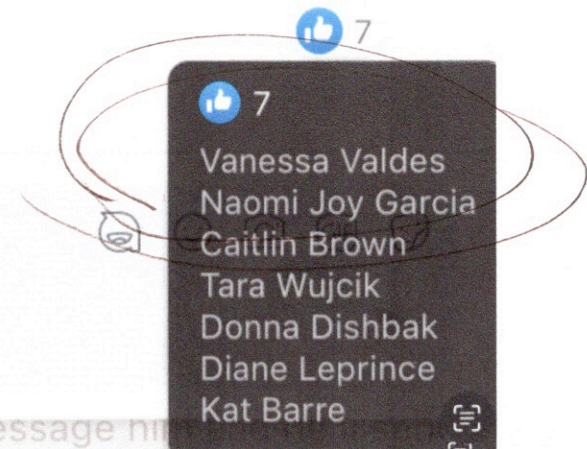 7
7
Vanessa Valdes
Naomi Joy Garcia
Caitlin Brown
Tara Wujcik
Donna Dishbak
Diane Leprince
Kat Barre